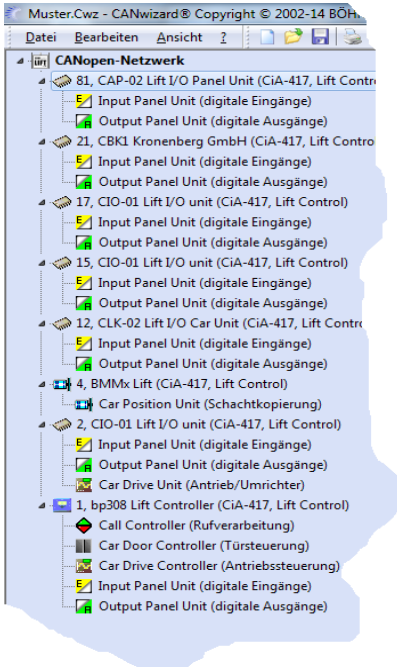 Muster.Cwz - CANwizard® Copyright © 2002-14 BÖH
Datei Bearbeiten Ansicht ?
CANopen-Netzwerk
81, CAP-02 Lift I/O Panel Unit (CiA-417, Lift Contr
Input Panel Unit (digitale Eingänge)
Output Panel Unit (digitale Ausgänge)
21, CBK1 Kronenberg GmbH (CiA-417, Lift Contro
Input Panel Unit (digitale Eingänge)
Output Panel Unit (digitale Ausgänge)
17, CIO-01 Lift I/O unit (CiA-417, Lift Control)
Input Panel Unit (digitale Eingänge)
Output Panel Unit (digitale Ausgänge)
15, CIO-01 Lift I/O unit (CiA-417, Lift Control)
Input Panel Unit (digitale Eingänge)
Output Panel Unit (digitale Ausgänge)
12, CLK-02 Lift I/O Car Unit (CiA-417, Lift Contr
Input Panel Unit (digitale Eingänge)
Output Panel Unit (digitale Ausgänge)
4, BMMx Lift (CiA-417, Lift Control)
Car Position Unit (Schachtkopierung)
2, CIO-01 Lift I/O unit (CiA-417, Lift Control)
Input Panel Unit (digitale Eingänge)
Output Panel Unit (digitale Ausgänge)
Car Drive Unit (Antrieb/Umrichter)
1, bp308 Lift Controller (CiA-417, Lift Control)
Call Controller (Rufverarbeitung)
Car Door Controller (Türsteuerung)
Car Drive Controller (Antriebssteuerung)
Input Panel Unit (digitale Eingänge)
Output Panel Unit (digitale Ausgänge)